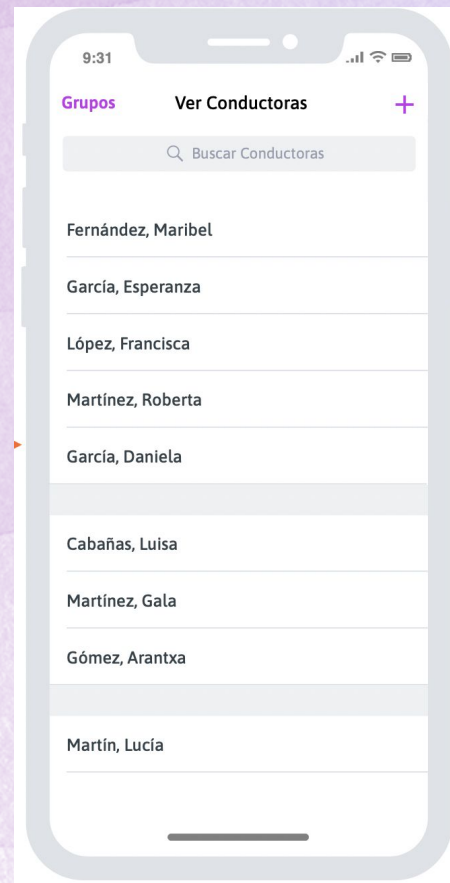 9:31
Grupos Ver Conductoras +
Buscar Conductoras
Fernández, Maribel
García, Esperanza
López, Francisca
Martínez, Roberta
García, Daniela
Cabañas, Luisa
Martínez, Gala
Gómez, Arantxa
Martín, Lucía